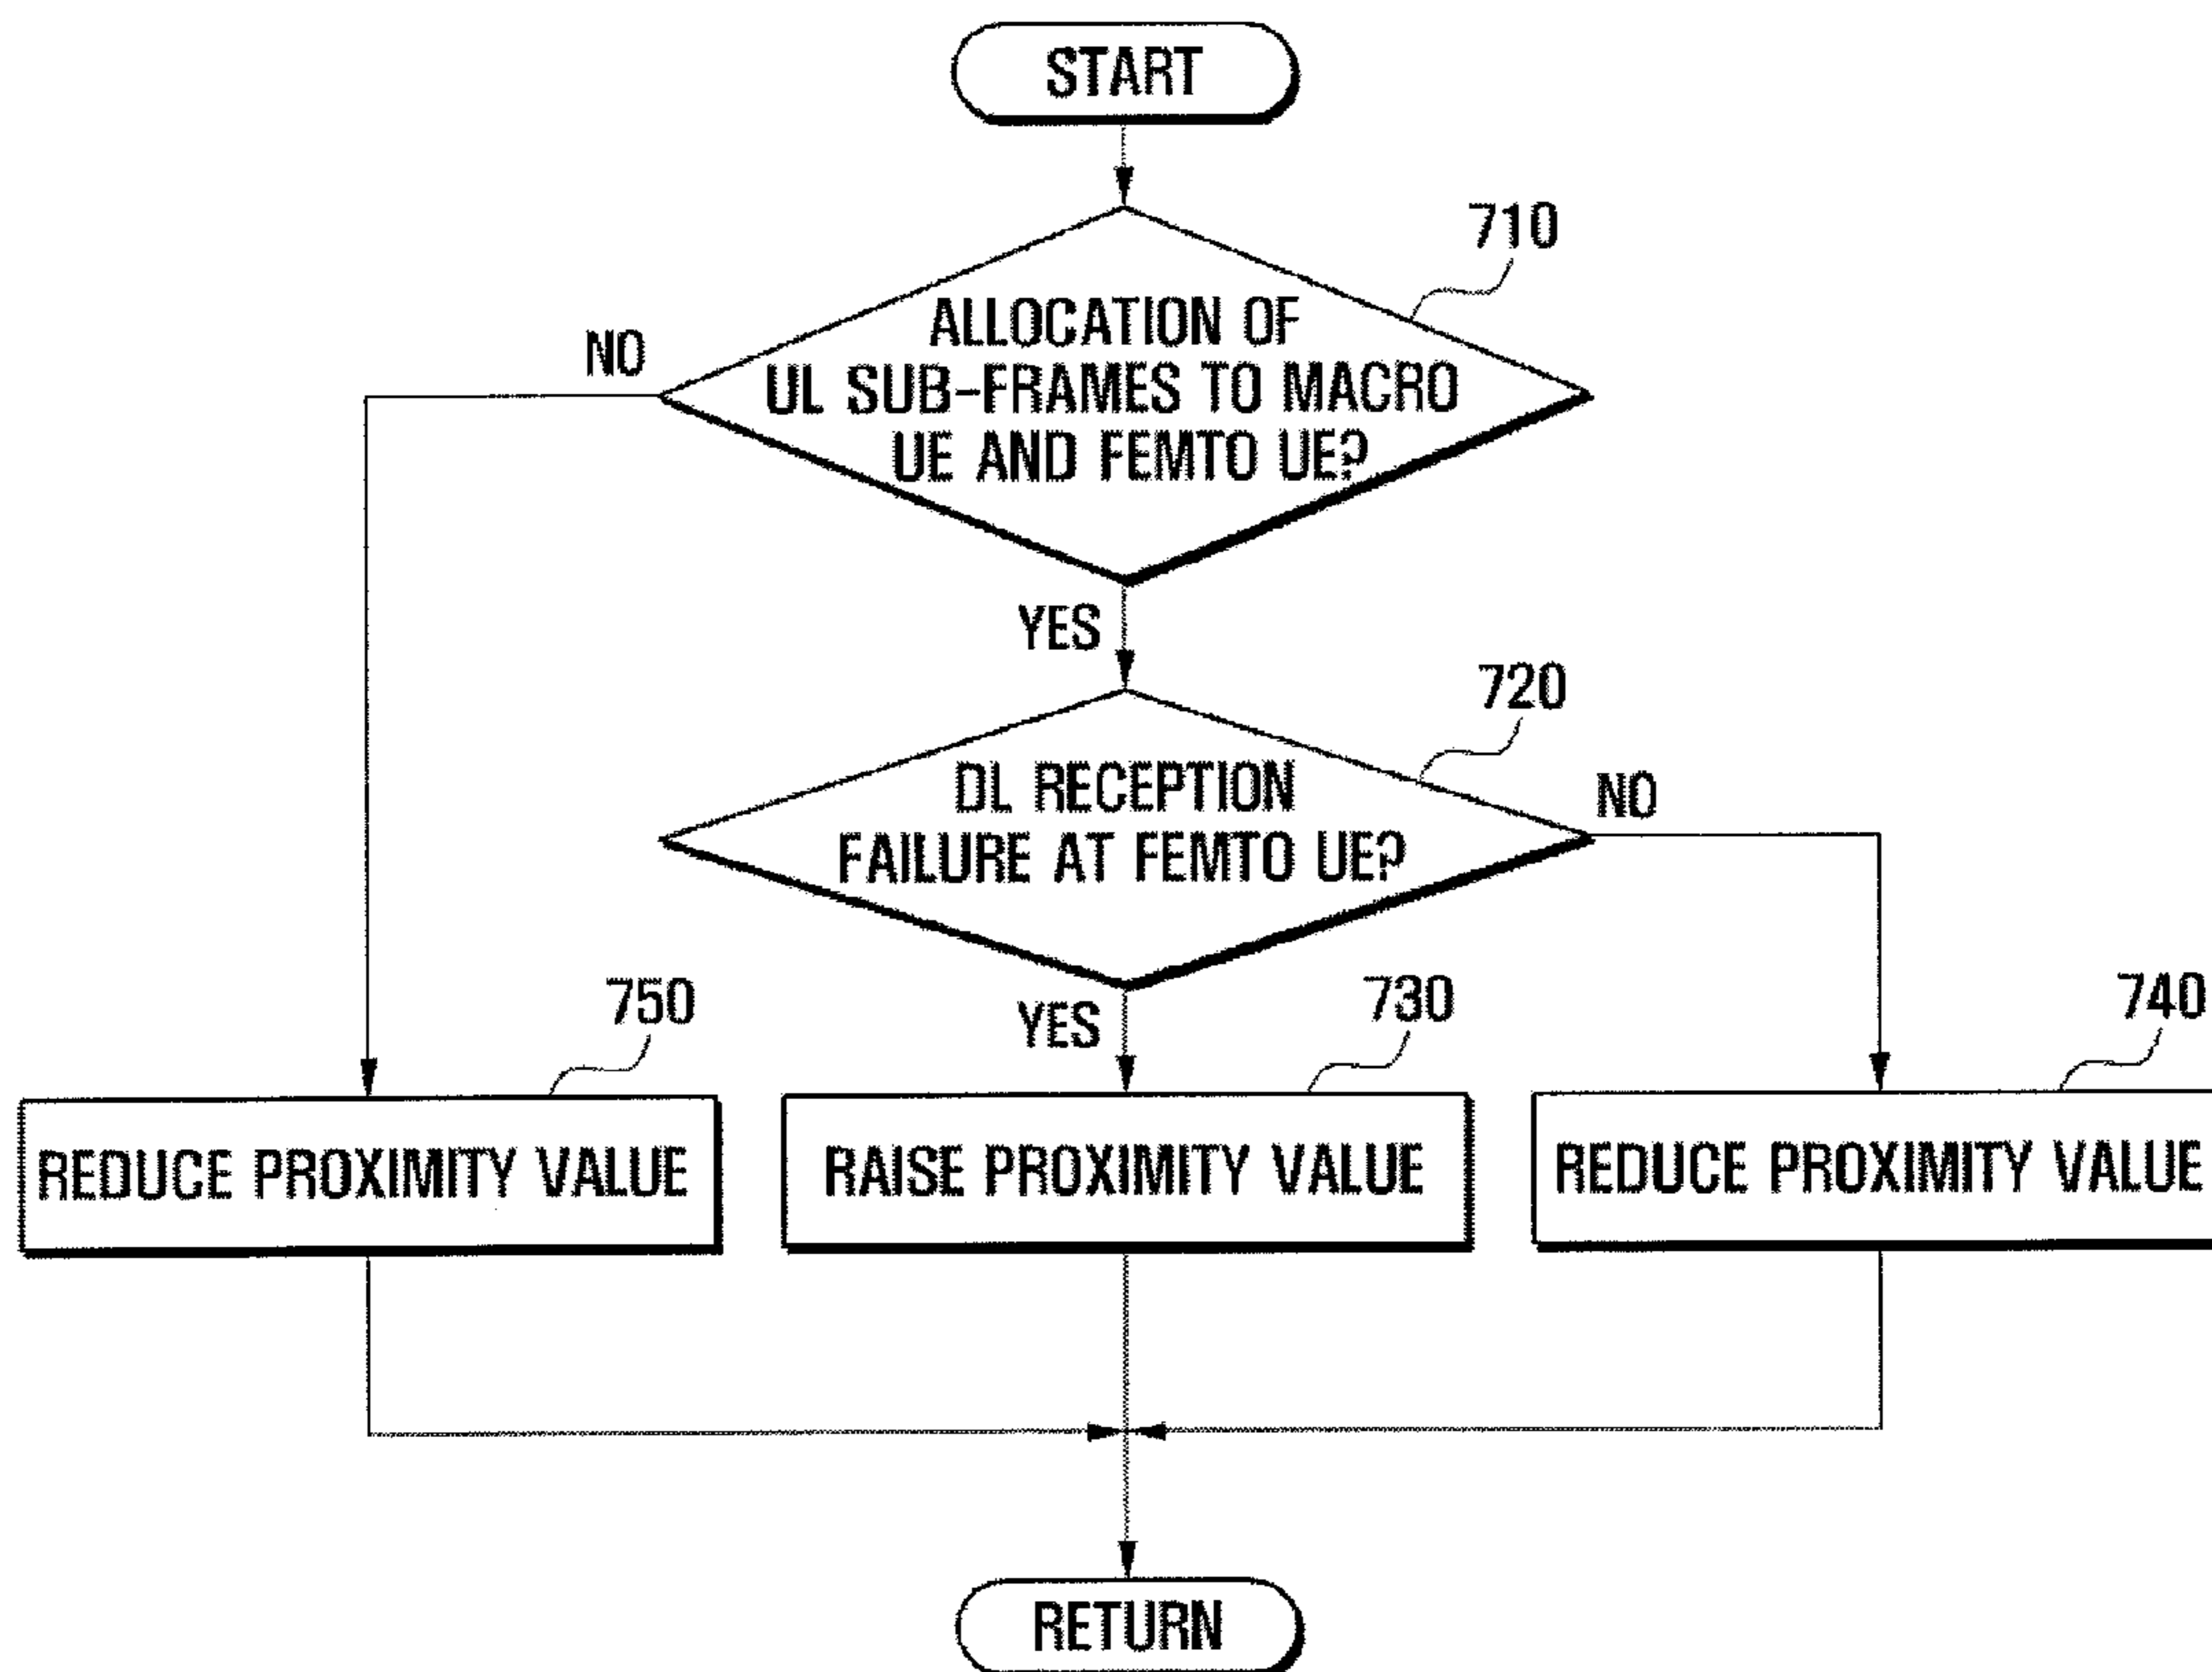 START
710
ALLOCATION OF
UL SUB-FRAMES TO MACRO
UE AND FEMTO UE?
NO
YES
720
DL RECEPTION
FAILURE AT FEMTO UE?
NO
YES
750
730
740
REDUCE PROXIMITY VALUE
RAISE PROXIMITY VALUE
REDUCE PROXIMITY VALUE
RETURN